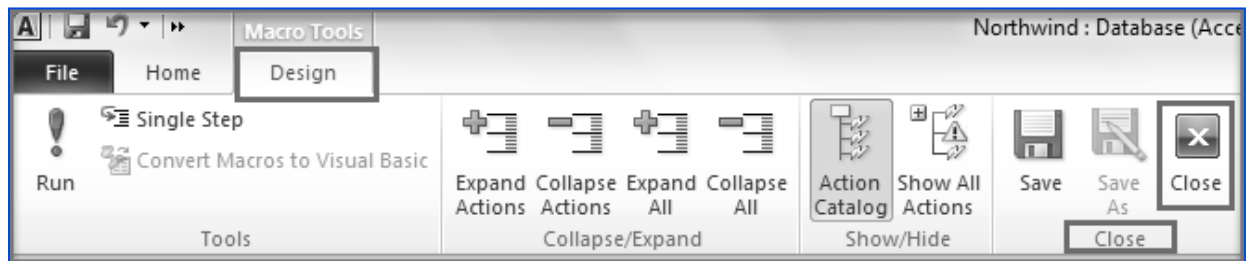 A
Macro Tools
Northwind : Database (Acce
File Home Design
Single Step
Convert Macros to Visual Basic
Run
Expand Actions
Collapse Actions
Expand All
Collapse All
Action Catalog
Show All Actions
Save
Save As
Close
Tools
Collapse/Expand
Show/Hide
Close